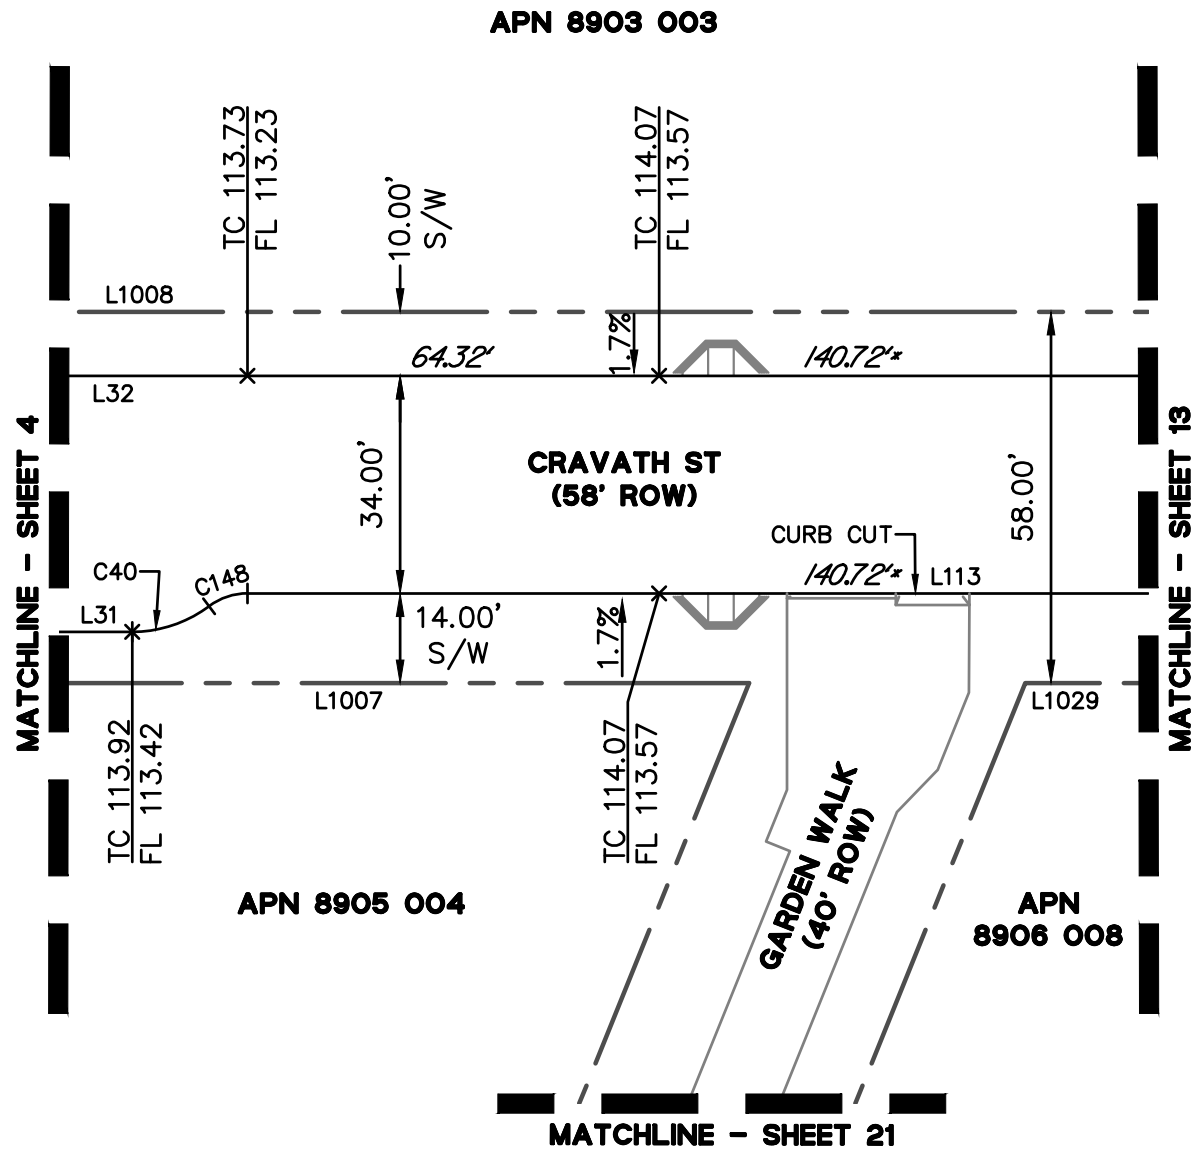 APN 8903 003
TC 113.73
FL 113.23
10.00'
S/W
TC 114.07
FL 113.57
L1008
1.7%
64.32'
140.72'*
L32
MATCHLINE - SHEET 4
34.00'
CRAVATH ST
(58' ROW)
58.00'
MATCHLINE - SHEET 13
CURB CUT
C40
C148
140.72'*
L113
L31
14.00'
S/W
1.7%
L1007
L1029
TC 113.92
FL 113.42
TC 114.07
FL 113.57
GARDEN WALK
(40' ROW)
APN 8905 004
APN
8906 008
MATCHLINE - SHEET 21